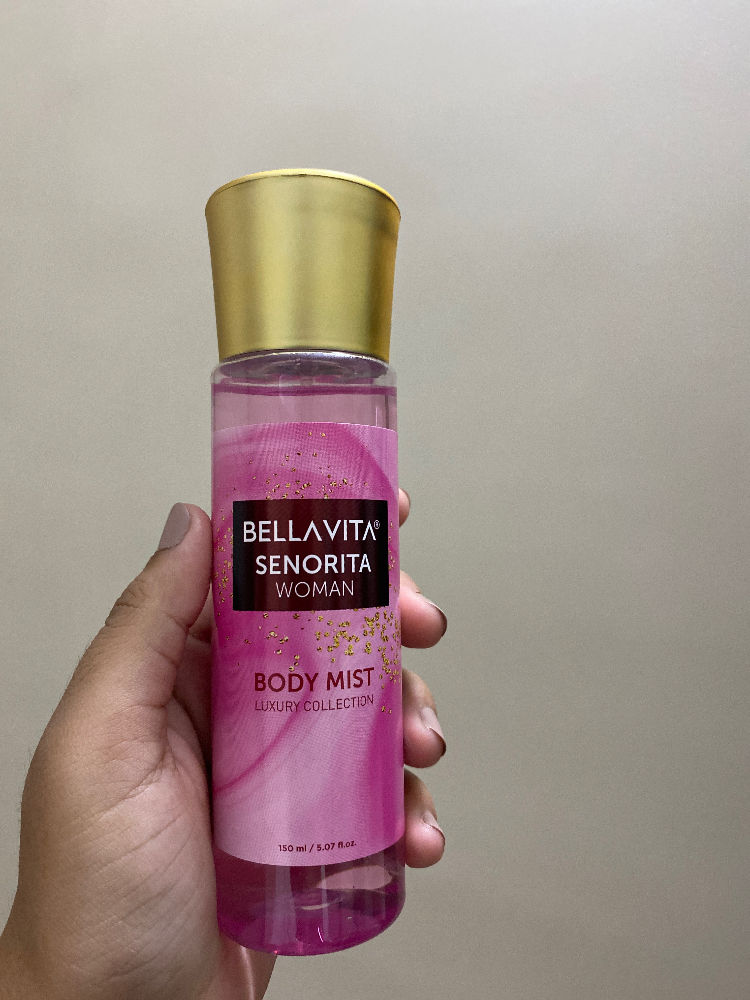 BELLAVITA®
SENORITA
WOMAN
BODY MIST
LUXURY COLLECTION
150 ml / 5.07 fl.oz.